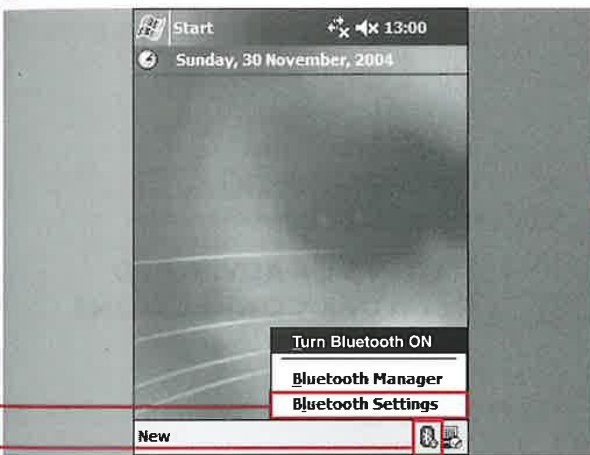 Start 13:00
Sunday, 30 November, 2004
Turn Bluetooth ON
Bluetooth Manager
Bluetooth Settings
New